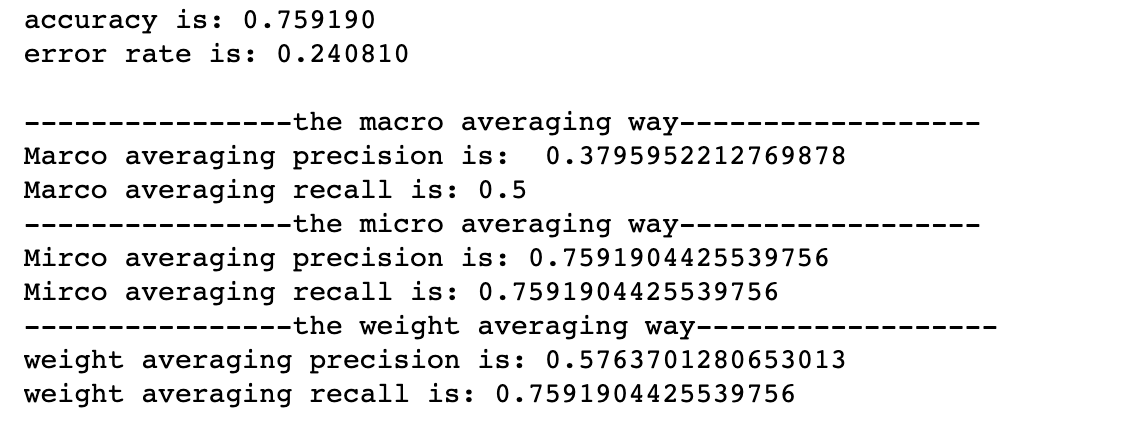 accuracy is: 0.759190
error rate is: 0.240810
----------------the macro averaging way------------------
Marco averaging precision is:  0.3795952212769878
Marco averaging recall is: 0.5
----------------the micro averaging way------------------
Mirco averaging precision is: 0.7591904425539756
Mirco averaging recall is: 0.7591904425539756
----------------the weight averaging way------------------
weight averaging precision is: 0.5763701280653013
weight averaging recall is: 0.7591904425539756